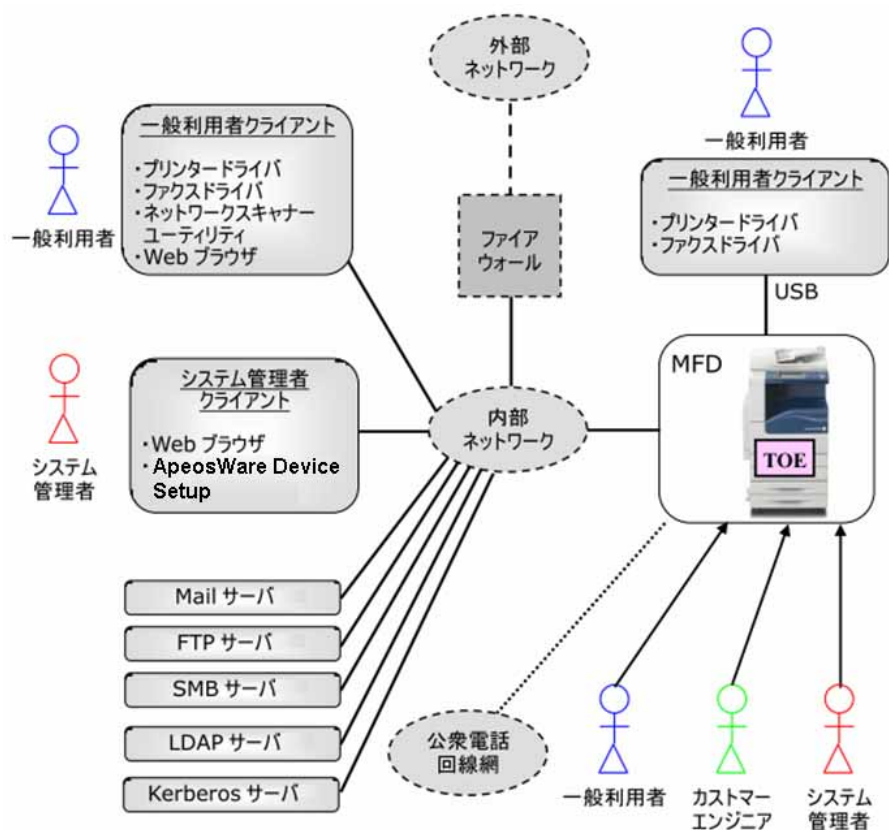 外部
ネットワーク
一般利用者
一般利用者クライアント
・プリンタードライバ
・ファクスドライバ
・ネットワークスキャナー
ユーティリティ
・Web ブラウザ
一般利用者
一般利用者クライアント
・プリンタードライバ
・ファクスドライバ
ファイア
ウォール
USB
MFD
TOE
システム管理者
クライアント
・Web ブラウザ
・ApeosWare Device
Setup
システム
管理者
内部
ネットワーク
Mail サーバ
FTP サーバ
SMB サーバ
LDAP サーバ
Kerberos サーバ
公衆電話
回線網
一般利用者
カストマー
エンジニア
システム
管理者